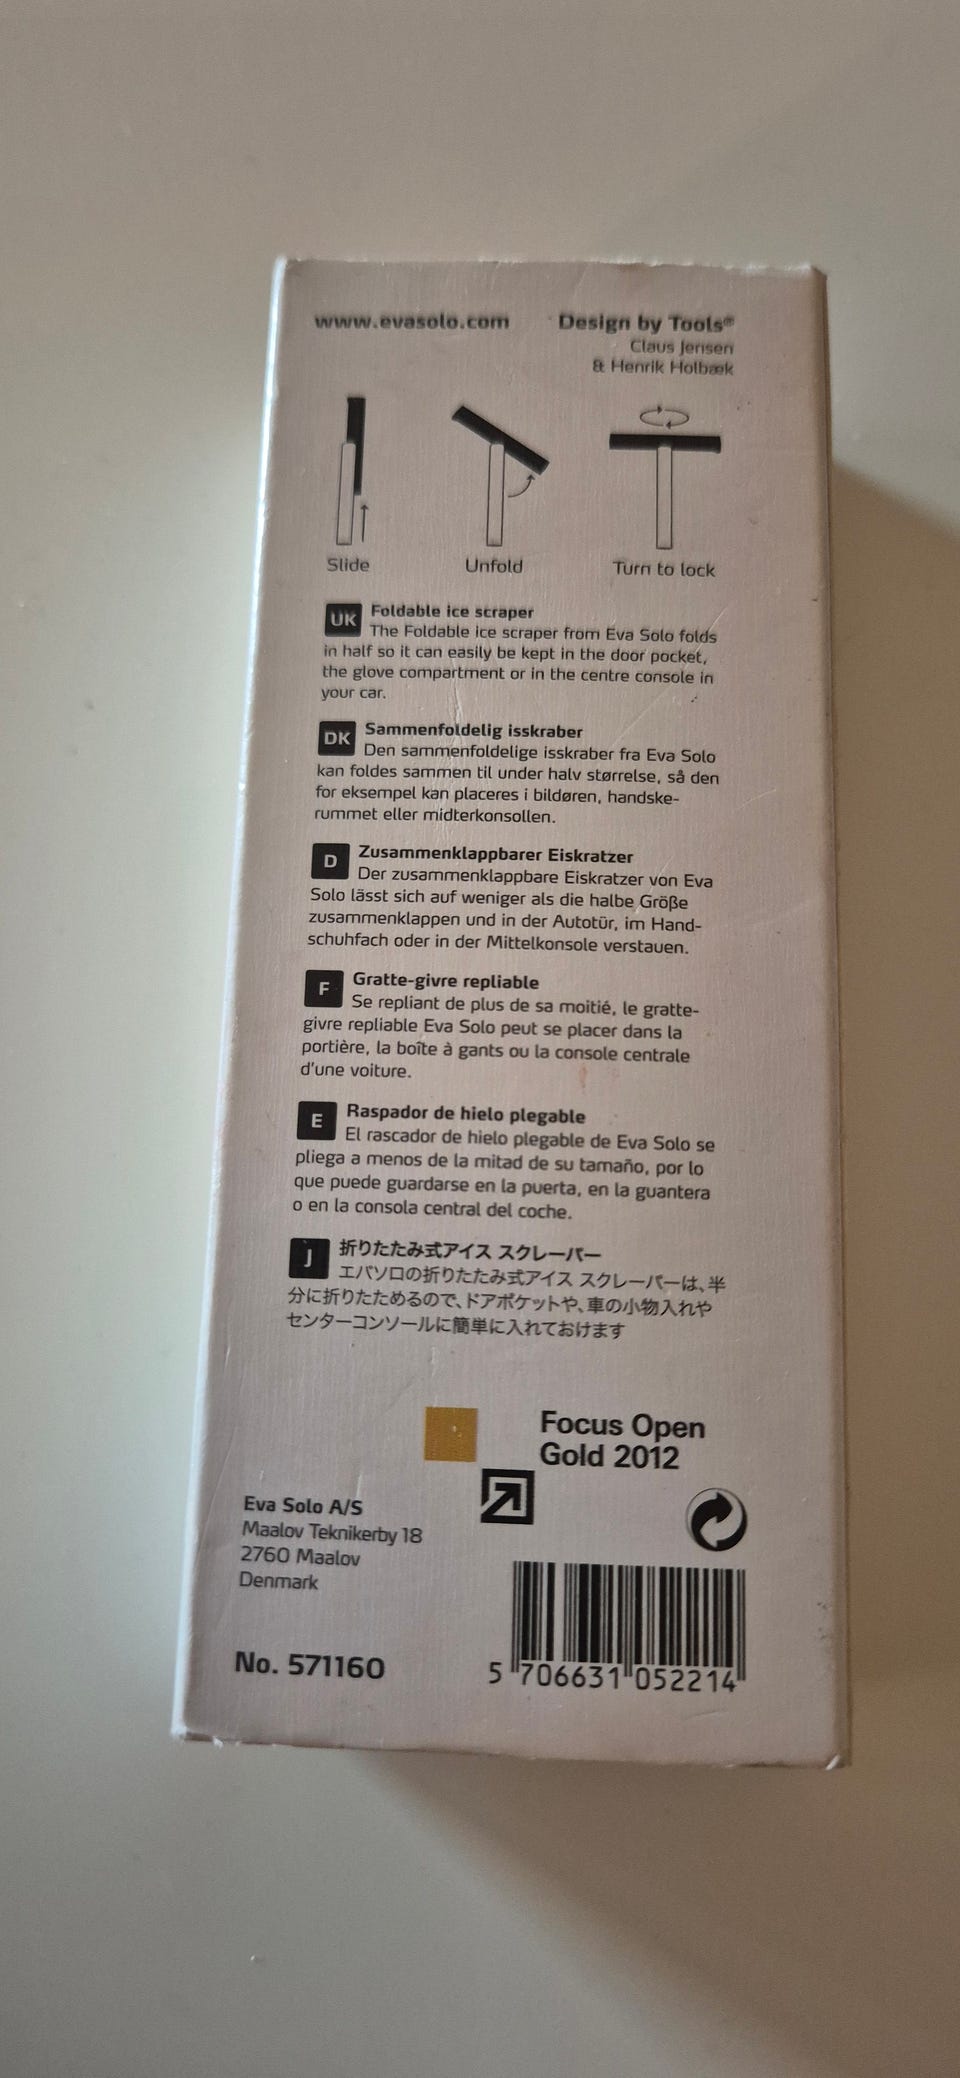 www.evasolo.com
Design by Tools®
Claus Jensen
& Henrik Holbæk
Slide
Unfold
Turn to lock
UK Foldable ice scraper
The Foldable ice scraper from Eva Solo folds
in half so it can easily be kept in the door pocket,
the glove compartment or in the centre console in
your car.
DK Sammenfoldelig isskraber
Den sammenfoldelige isskraber fra Eva Solo
kan foldes sammen til under halv størrelse, så den
for eksempel kan placeres i bildøren, handske-
rummet eller midterkonsollen.
D Zusammenklappbarer Eiskratzer
Der zusammenklappbare Eiskratzer von Eva
Solo lässt sich auf weniger als die halbe Größe
zusammenklappen und in der Autotür, im Hand-
schuhfach oder in der Mittelkonsole verstauen.
F Gratte-givre repliable
Se repliant de plus de sa moitié, le gratte-
givre repliable Eva Solo peut se placer dans la
portière, la boîte à gants ou la console centrale
d'une voiture.
E Raspador de hielo plegable
El rascador de hielo plegable de Eva Solo se
pliega a menos de la mitad de su tamaño, por lo
que puede guardarse en la puerta, en la guantera
o en la consola central del coche.
J 折りたたみ式アイス スクレーパー
エバソロの折りたたみ式アイス スクレーパーは、半
分に折りたためるので、ドアポケットや、車の小物入れや
センターコンソールに簡単に入れておけます
Focus Open
Gold 2012
Eva Solo A/S
Maalov Teknikerby 18
2760 Maalov
Denmark
No. 571160
5 706631 052214